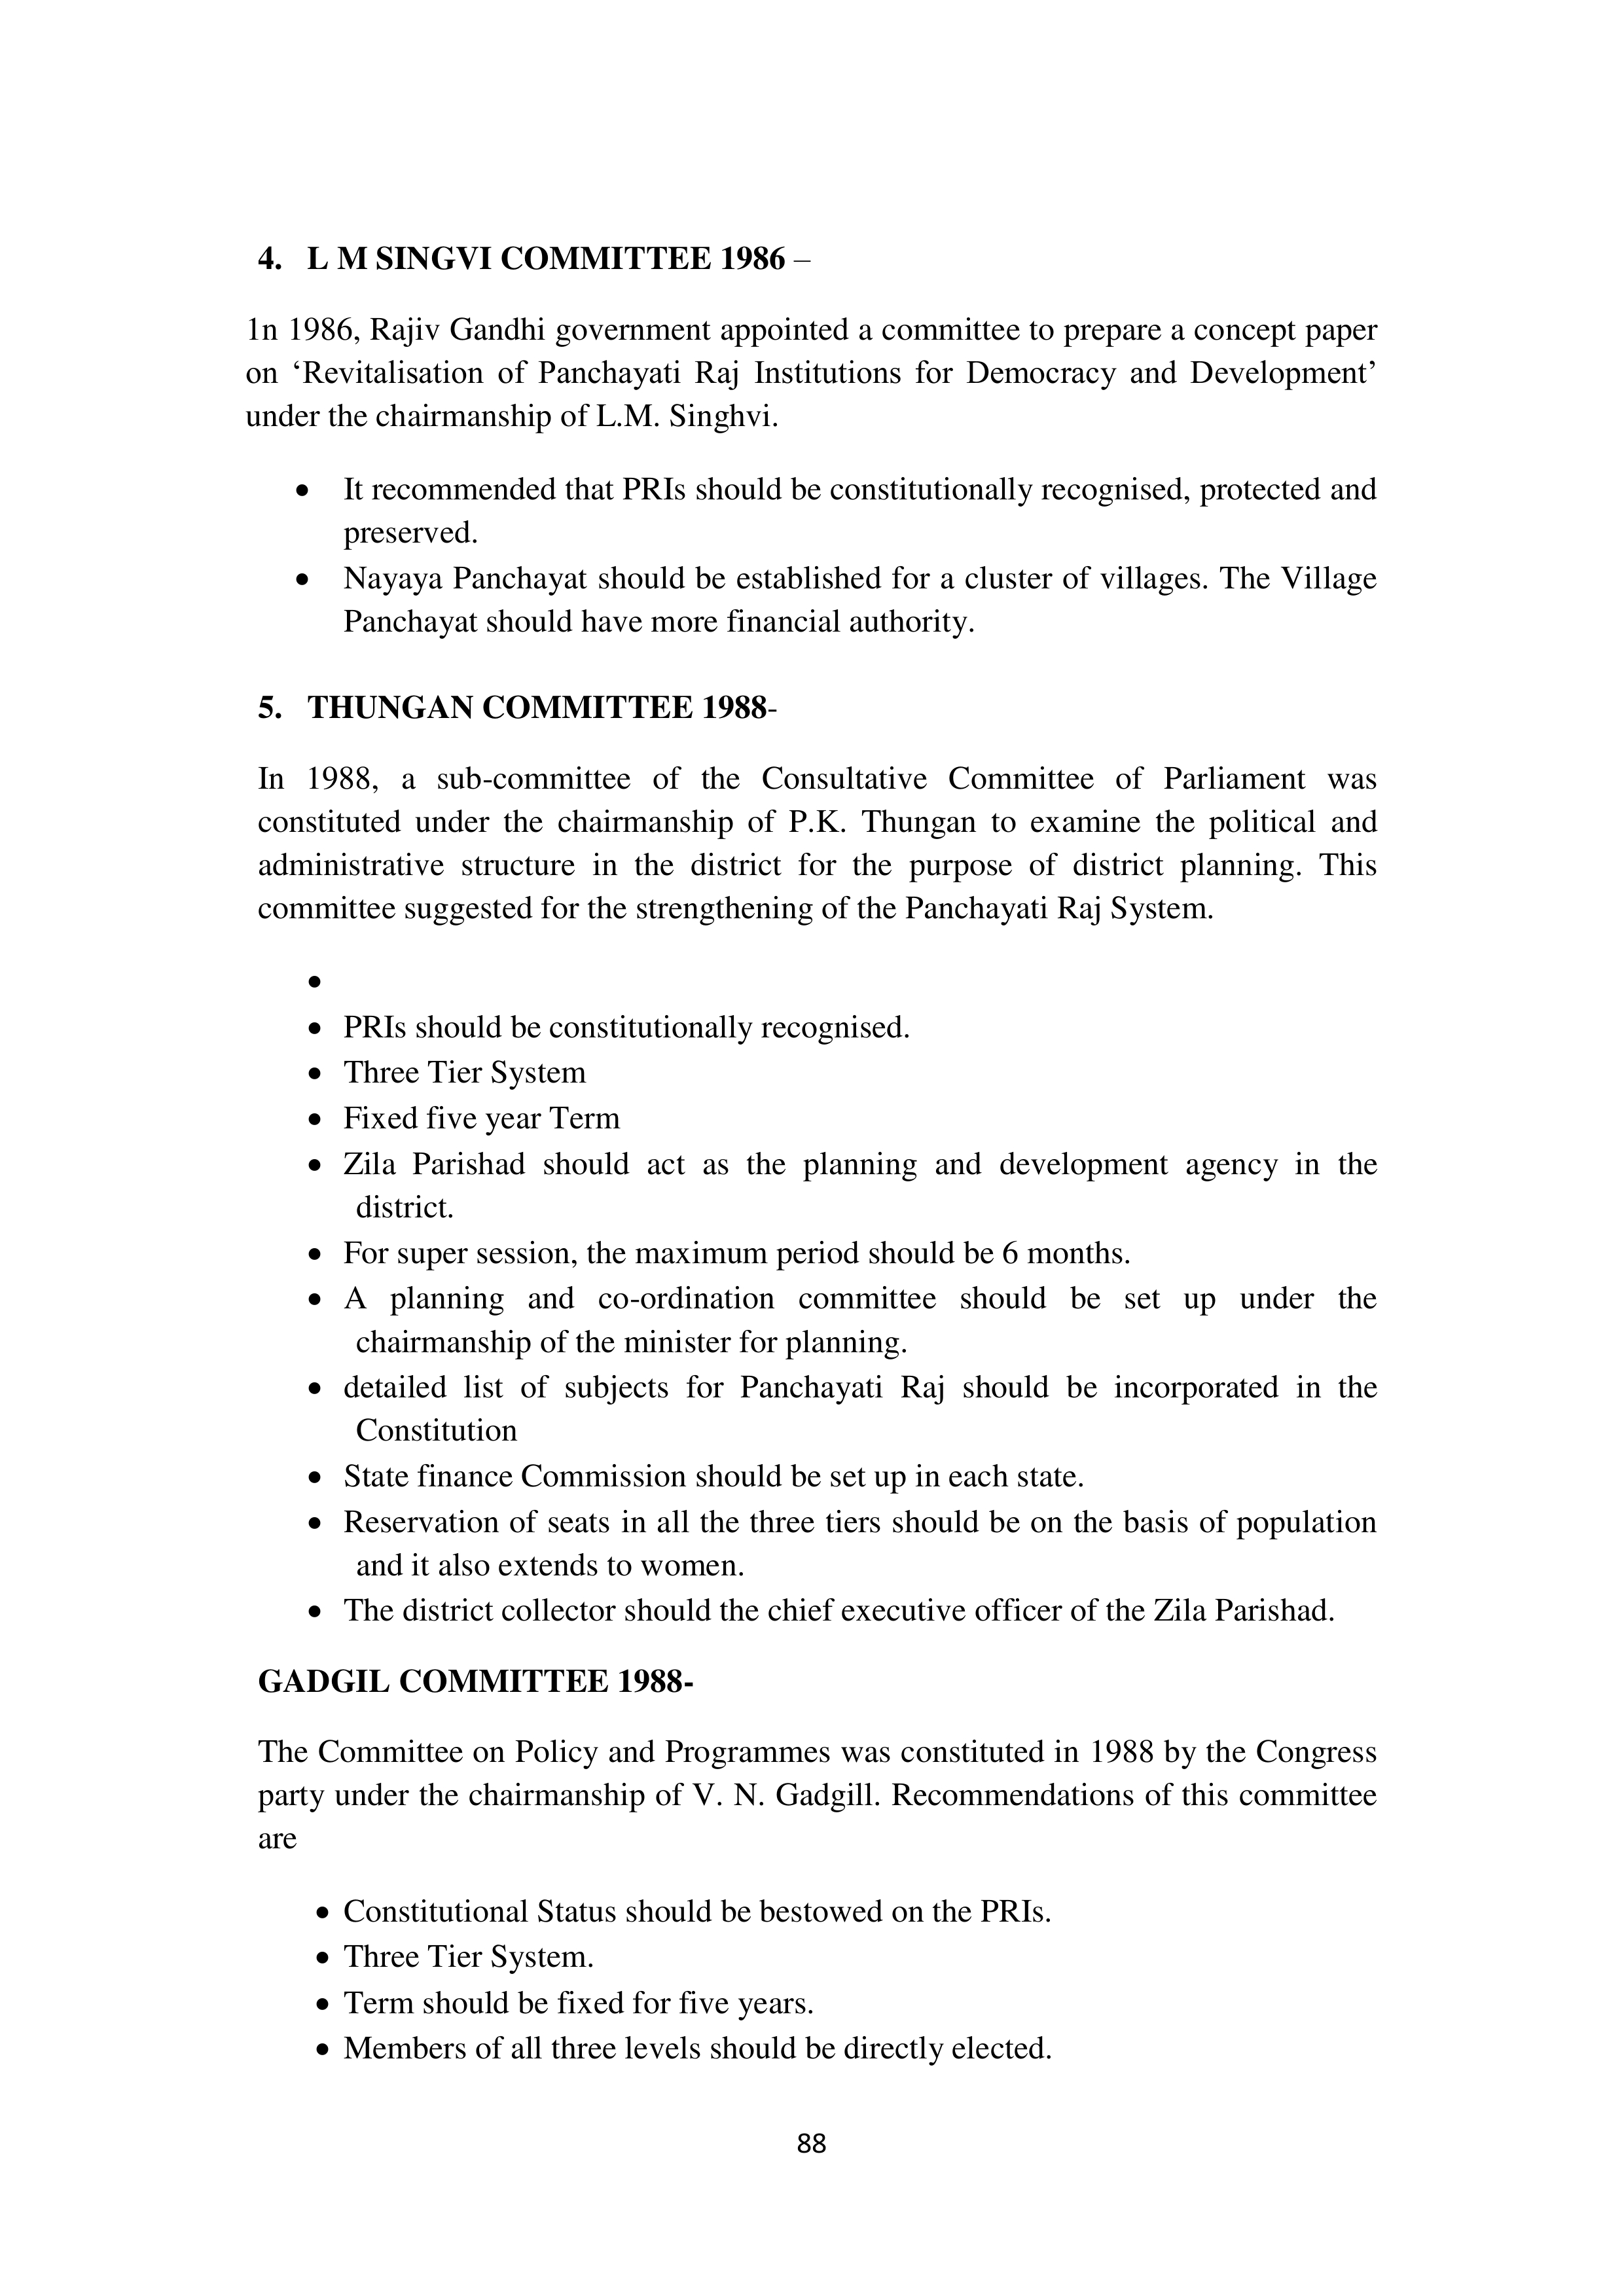 4. L M SINGVI COMMITTEE 1986 –
1n 1986, Rajiv Gandhi government appointed a committee to prepare a concept paper
on ‘Revitalisation of Panchayati Raj Institutions for Democracy and Development’
under the chairmanship of L.M. Singhvi.
• It recommended that PRIs should be constitutionally recognised, protected and
preserved.
• Nayaya Panchayat should be established for a cluster of villages. The Village
Panchayat should have more financial authority.
5. THUNGAN COMMITTEE 1988-
In 1988, a sub-committee of the Consultative Committee of Parliament was
constituted under the chairmanship of P.K. Thungan to examine the political and
administrative structure in the district for the purpose of district planning. This
committee suggested for the strengthening of the Panchayati Raj System.
•
• PRIs should be constitutionally recognised.
• Three Tier System
• Fixed five year Term
• Zila Parishad should act as the planning and development agency in the
district.
• For super session, the maximum period should be 6 months.
• A planning and co-ordination committee should be set up under the
chairmanship of the minister for planning.
• detailed list of subjects for Panchayati Raj should be incorporated in the
Constitution
• State finance Commission should be set up in each state.
• Reservation of seats in all the three tiers should be on the basis of population
and it also extends to women.
• The district collector should the chief executive officer of the Zila Parishad.
GADGIL COMMITTEE 1988-
The Committee on Policy and Programmes was constituted in 1988 by the Congress
party under the chairmanship of V. N. Gadgill. Recommendations of this committee
are
• Constitutional Status should be bestowed on the PRIs.
• Three Tier System.
• Term should be fixed for five years.
• Members of all three levels should be directly elected.
88